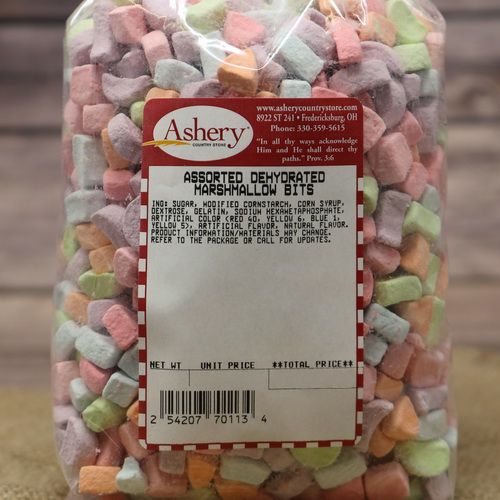 Ashery
COUNTRY STORE
www.asherycountrystore.com
8922 ST 241 • Fredericksburg, OH
Phone: 330-359-5615
"In all thy ways acknowledge
Him and He shall direct thy
paths." Prov. 3:6
ASSORTED DEHYDRATED
MARSHMALLOW BITS
ING: SUGAR, MODIFIED CORNSTARCH, CORN SYRUP,
DEXTROSE, GELATIN, SODIUM HEXAMETAPHOSPHATE,
ARTIFICIAL COLOR (RED 40, YELLOW 6, BLUE 1,
YELLOW 5), ARTIFICIAL FLAVOR, NATURAL FLAVOR.
PRODUCT INFORMATION/MATERIALS MAY CHANGE.
REFER TO THE PACKAGE OR CALL FOR UPDATES.
NET WT UNIT PRICE **TOTAL PRICE**
2 54207 70113 4